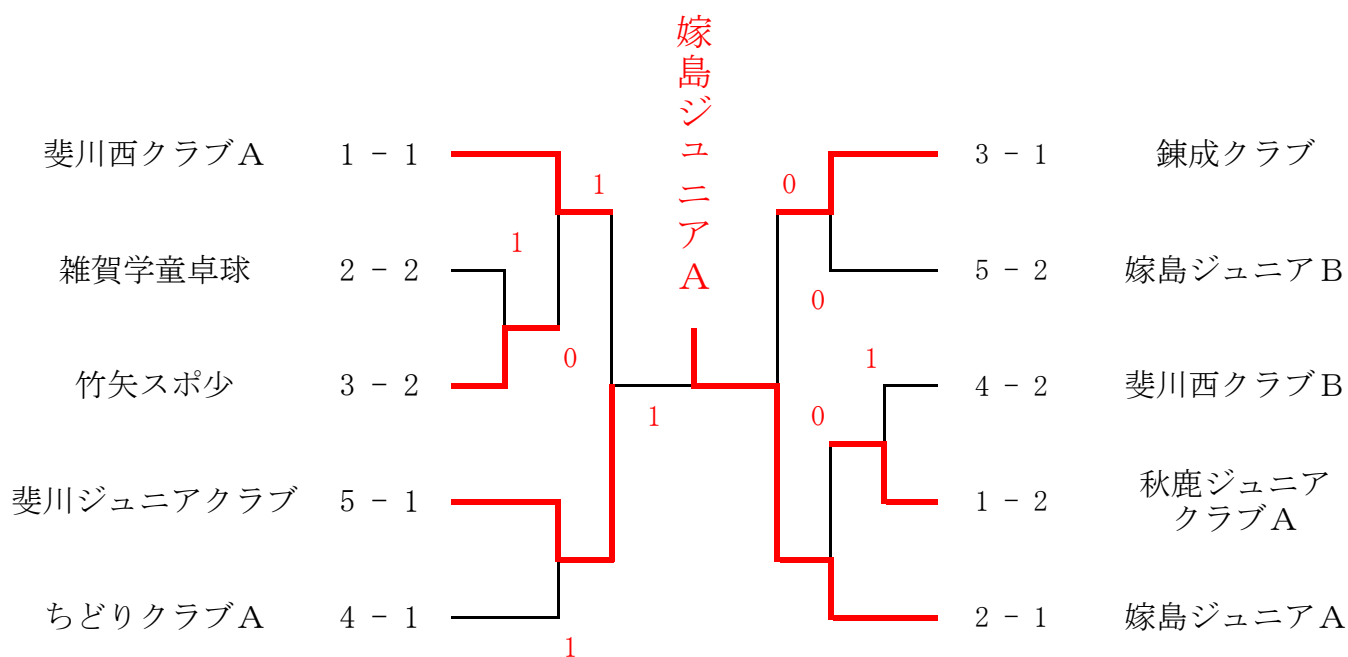 嫁島ジュニアA
斐川西クラブA 1 - 1
雑賀学童卓球 2 - 2
竹矢スポ少 3 - 2
斐川ジュニアクラブ 5 - 1
ちどりクラブA 4 - 1
1
1
0
1
1
0
0
1
0
3 - 1 錬成クラブ
5 - 2 嫁島ジュニアB
4 - 2 斐川西クラブB
1 - 2 秋鹿ジュニア
クラブA
2 - 1 嫁島ジュニアA